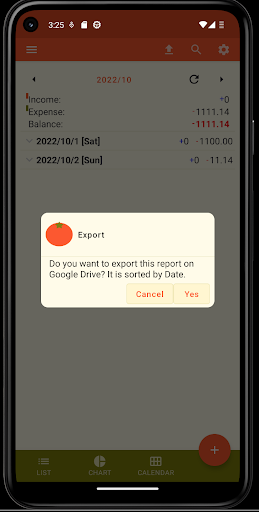 3:25
2022/10
Income: +0
Expense: -1111.14
Balance: -1111.14
2022/10/1 [Sat] +0 -1100.00
2022/10/2 [Sun] +0 -11.14
Export
Do you want to export this report on
Google Drive? It is sorted by Date.
Cancel Yes
+
LIST CHART CALENDAR